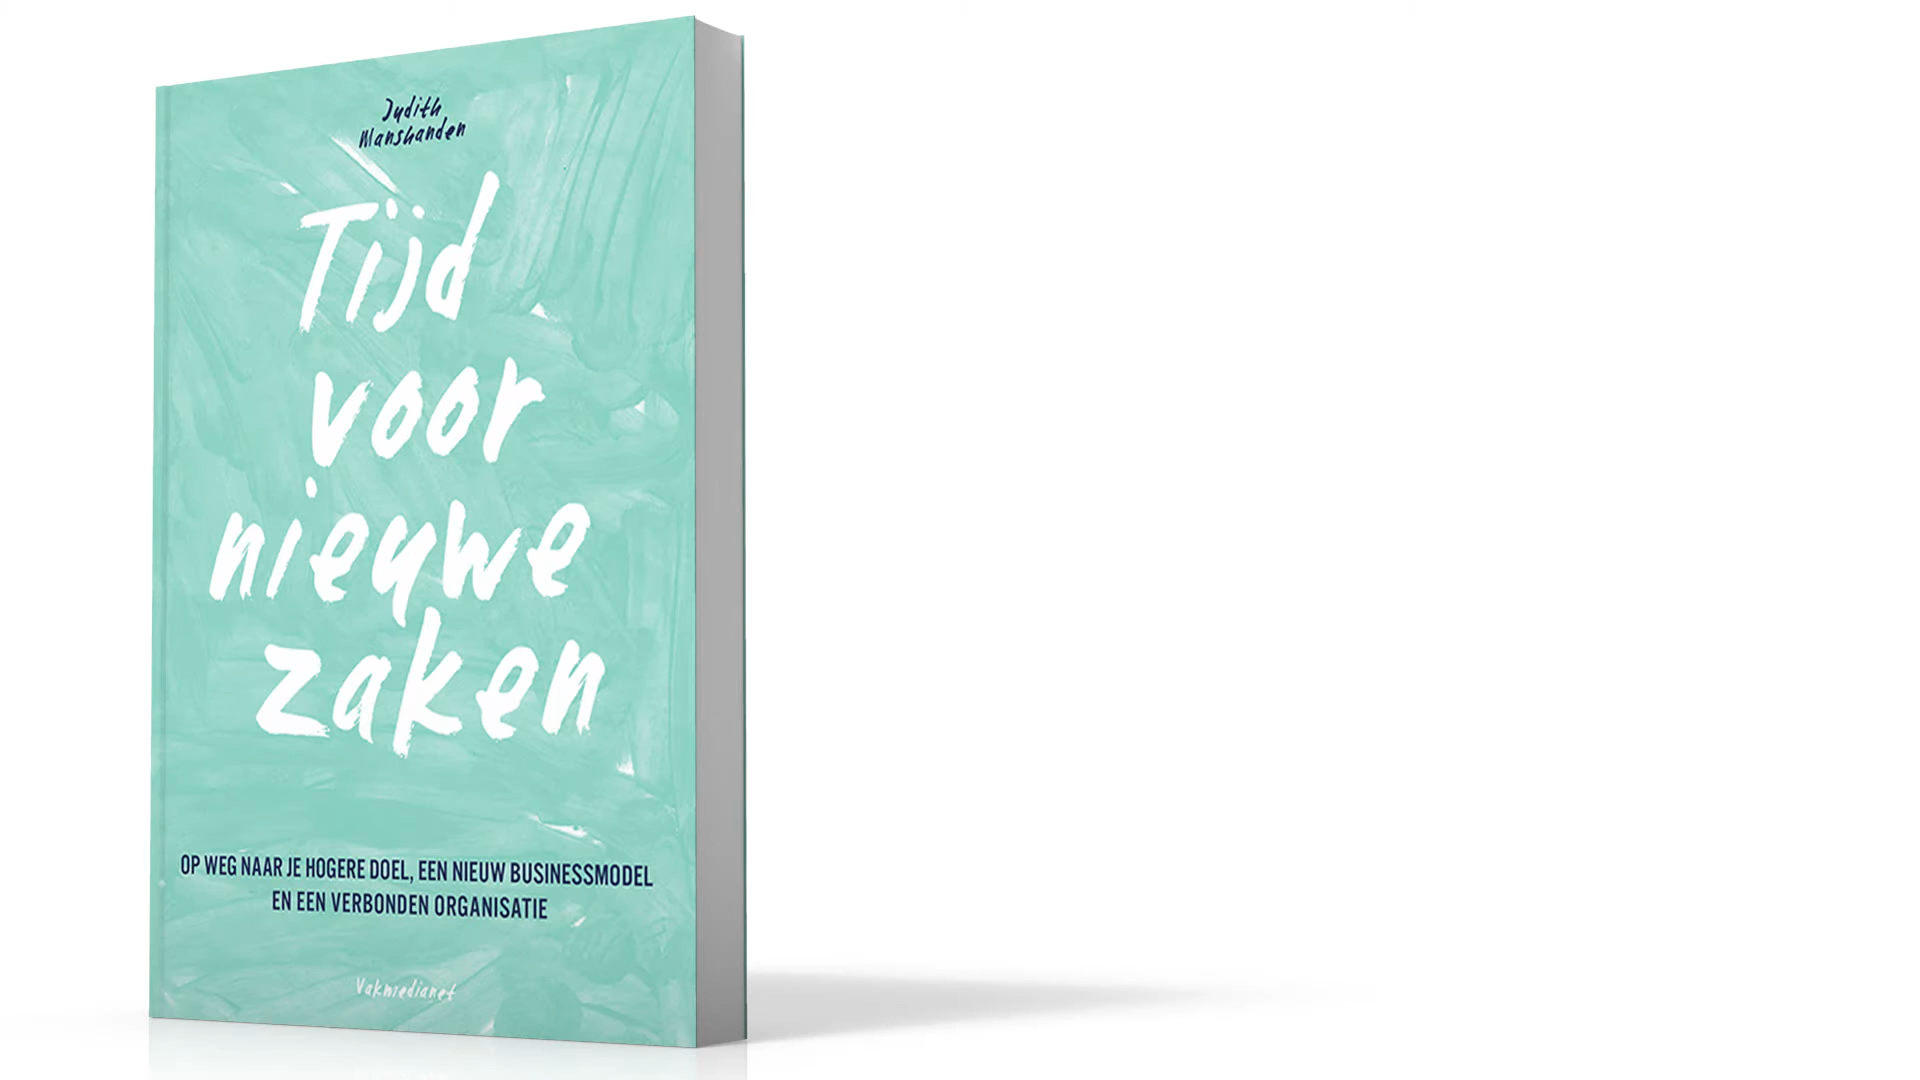 Judith
Manshanden
Tijd
voor
nieuwe
zaken
OP WEG NAAR JE HOGERE DOEL, EEN NIEUW BUSINESSMODEL
EN EEN VERBONDEN ORGANISATIE
Vakmedianet